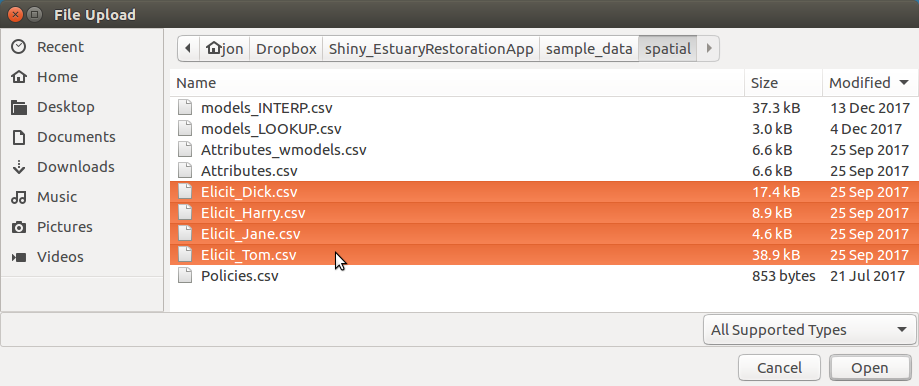 File Upload
Recent
Home
Desktop
Documents
Downloads
Music
Pictures
Videos
jon Dropbox Shiny_EstuaryRestorationApp sample_data spatial
Name Size Modified
models_INTERP.csv 37.3 kB 13 Dec 2017
models_LOOKUP.csv 3.0 kB 4 Dec 2017
Attributes_wmodels.csv 6.6 kB 25 Sep 2017
Attributes.csv 6.6 kB 25 Sep 2017
Elicit_Dick.csv 17.4 kB 25 Sep 2017
Elicit_Harry.csv 8.9 kB 25 Sep 2017
Elicit_Jane.csv 4.6 kB 25 Sep 2017
Elicit_Tom.csv 38.9 kB 25 Sep 2017
Policies.csv 853 bytes 21 Jul 2017
All Supported Types
Cancel Open